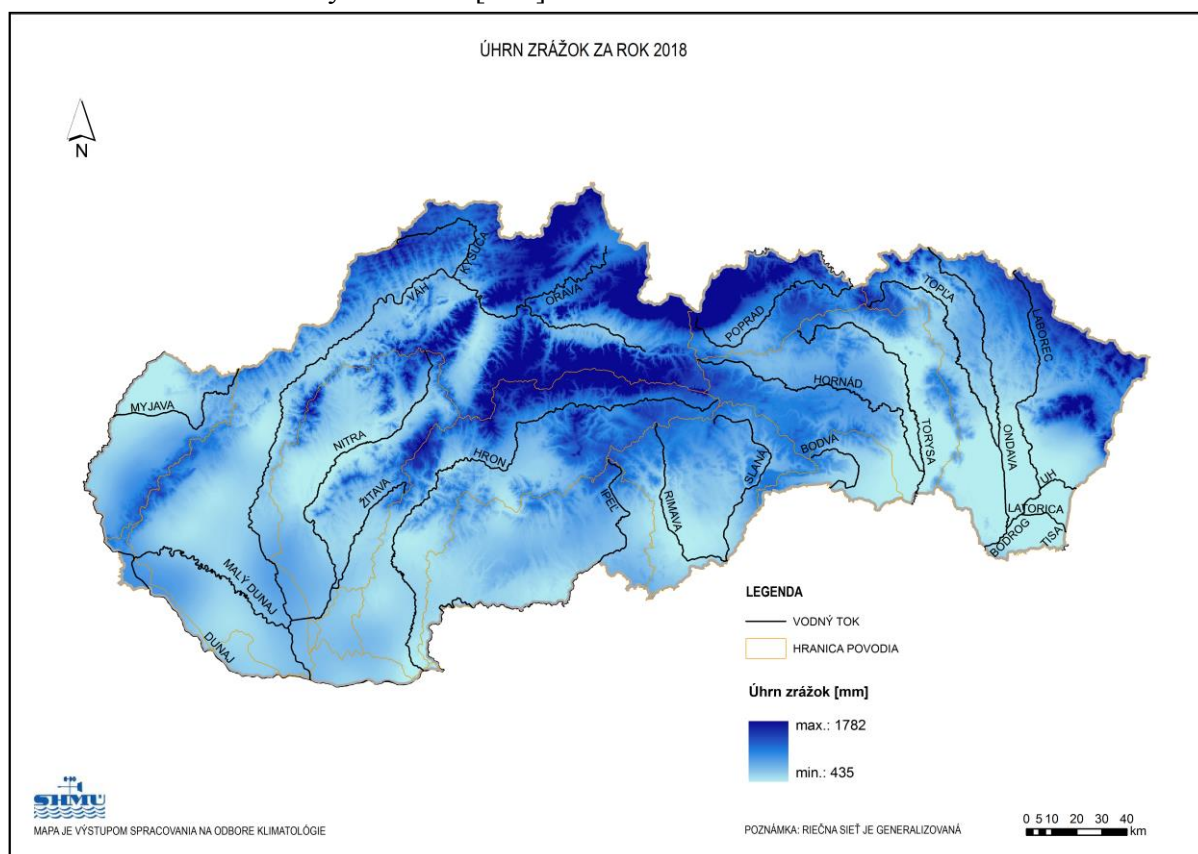 ÚHRN ZRÁŽOK ZA ROK 2018
N
KYSUCA
VÁH
ORAVA
POPRAD
TOPĽA
LABOREC
HORNÁD
MYJAVA
NITRA
HRON
ŽITAVA
IPEĽ
RIMAVA
SLANÁ
BODVA
TORYSA
ONDAVA
UH
LATORICA
BODROG
TISA
MALÝ DUNAJ
DUNAJ
LEGENDA
VODNÝ TOK
HRANICA POVODIA
Úhrn zrážok [mm]
max.: 1782
min.: 435
SHMÚ
MAPA JE VÝSTUPOM SPRACOVANIA NA ODBORE KLIMATOLÓGIE
POZNÁMKA: RIEČNA SIEŤ JE GENERALIZOVANÁ
0 5 10 20 30 40
km